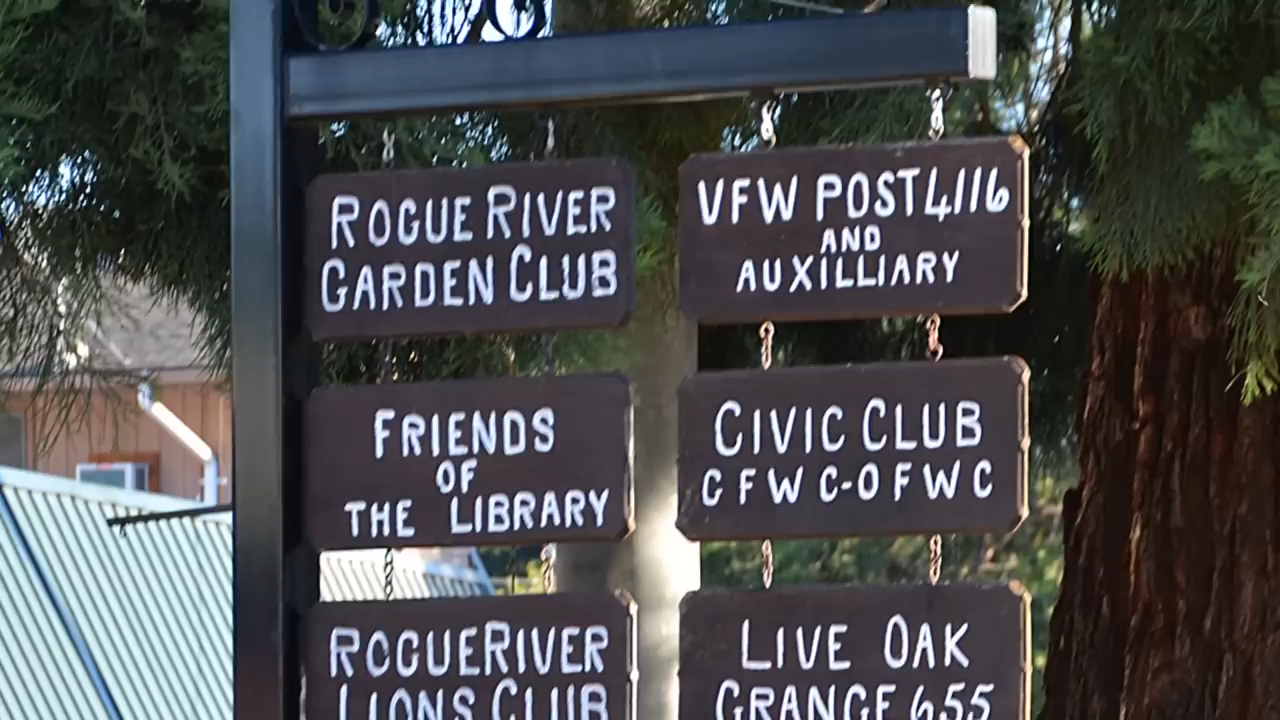 ROGUE RIVER
GARDEN CLUB
VFW POST 4116
AND
AUXILLIARY
FRIENDS
OF
THE LIBRARY
CIVIC CLUB
GFWC-OFWC
ROGUE RIVER
LIONS CLUB
LIVE OAK
GRANGE 655